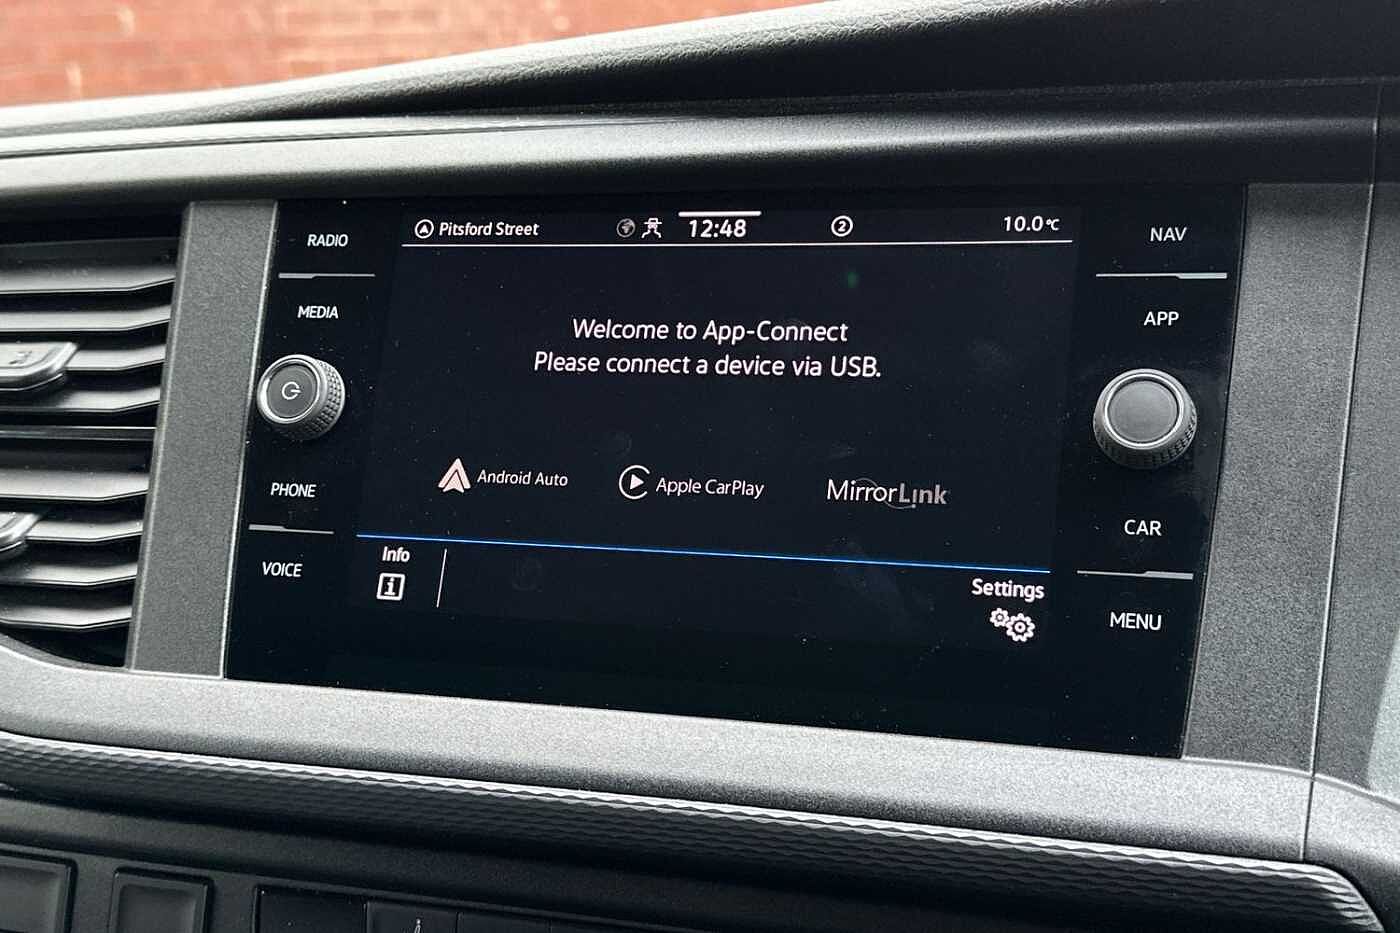 RADIO
MEDIA
PHONE
VOICE
Pitsford Street
12:48
2
10.0°C
Welcome to App-Connect
Please connect a device via USB.
Android Auto
Apple CarPlay
MirrorLink
Info
i
Settings
NAV
APP
CAR
MENU